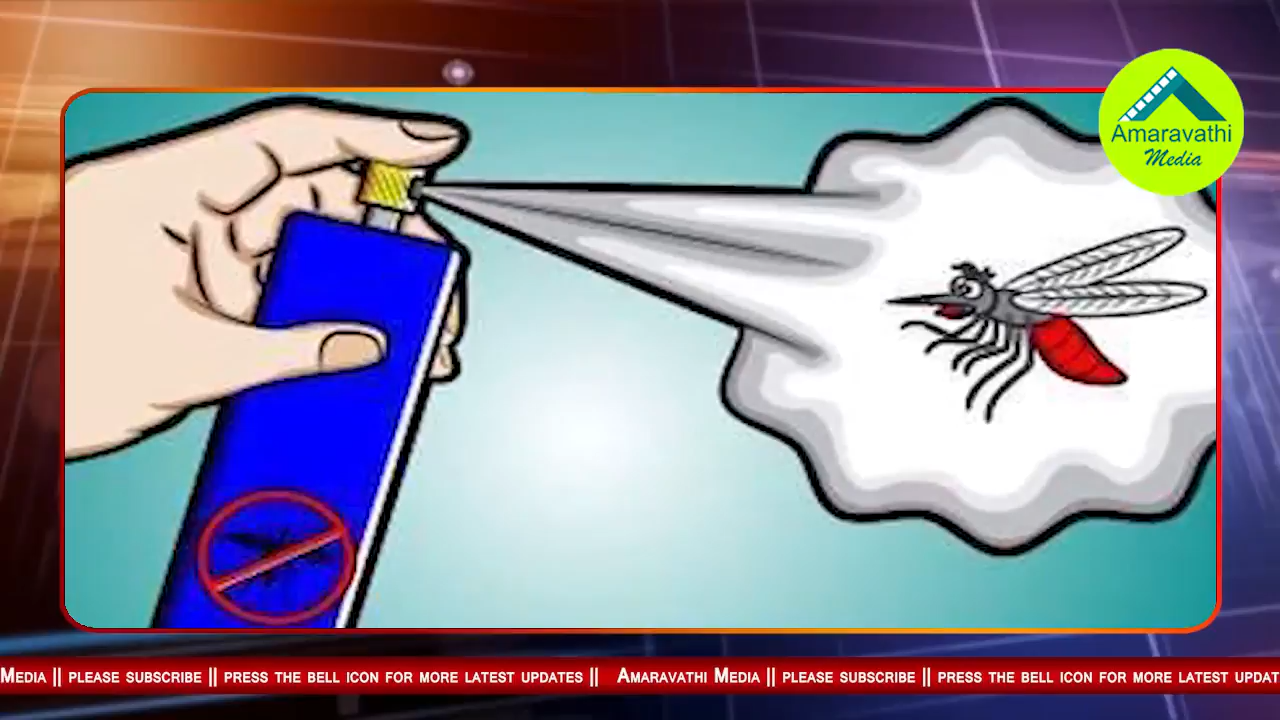 Amaravathi
Media
Media || please subscribe || press the bell icon for more latest updates || Amaravathi Media || please subscribe || press the bell icon for more latest updat